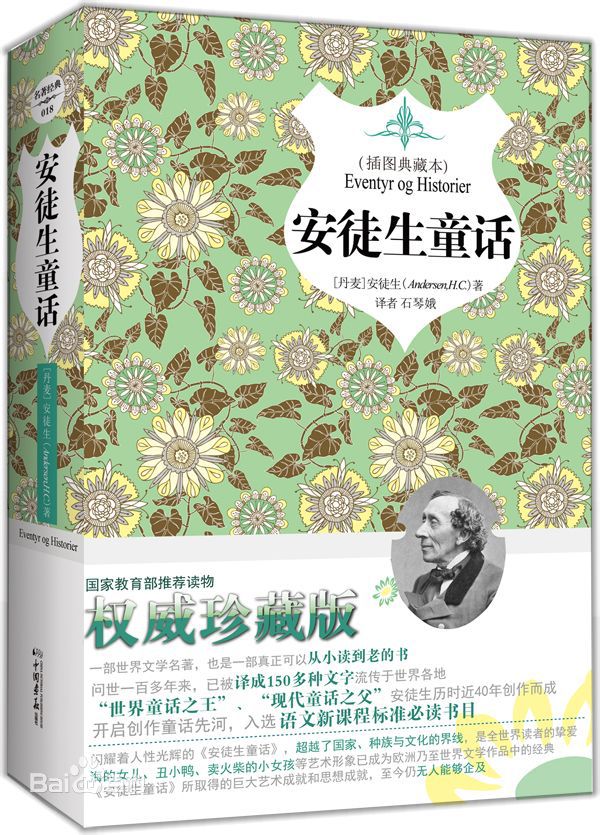 名著经典
018
安徒生童话
[丹麦] 安徒生(Andersen,H.C.)著
Eventyr og Historier
中国画报
出版社
(插图典藏本)
Eventyr og Historier
安徒生童话
[丹麦]安徒生(Andersen,H.C.)著
译者 石琴娥
国家教育部推荐读物
权威珍藏版
一部世界文学名著,也是一部真正可以从小读到老的书
问世一百多年来,已被译成150多种文字流传于世界各地
“世界童话之王”、“现代童话之父”安徒生历时近40年创作而成
开启创作童话先河,入选语文新课程标准必读书目
闪耀着人性光辉的《安徒生童话》,超越了国家、种族与文化的界线,是全世界读者的挚爱
海的女儿、丑小鸭、卖火柴的小女孩等艺术形象已成为欧洲乃至世界文学作品中的经典
《安徒生童话》所取得的巨大艺术成就和思想成就,至今仍无人能够企及
Bai